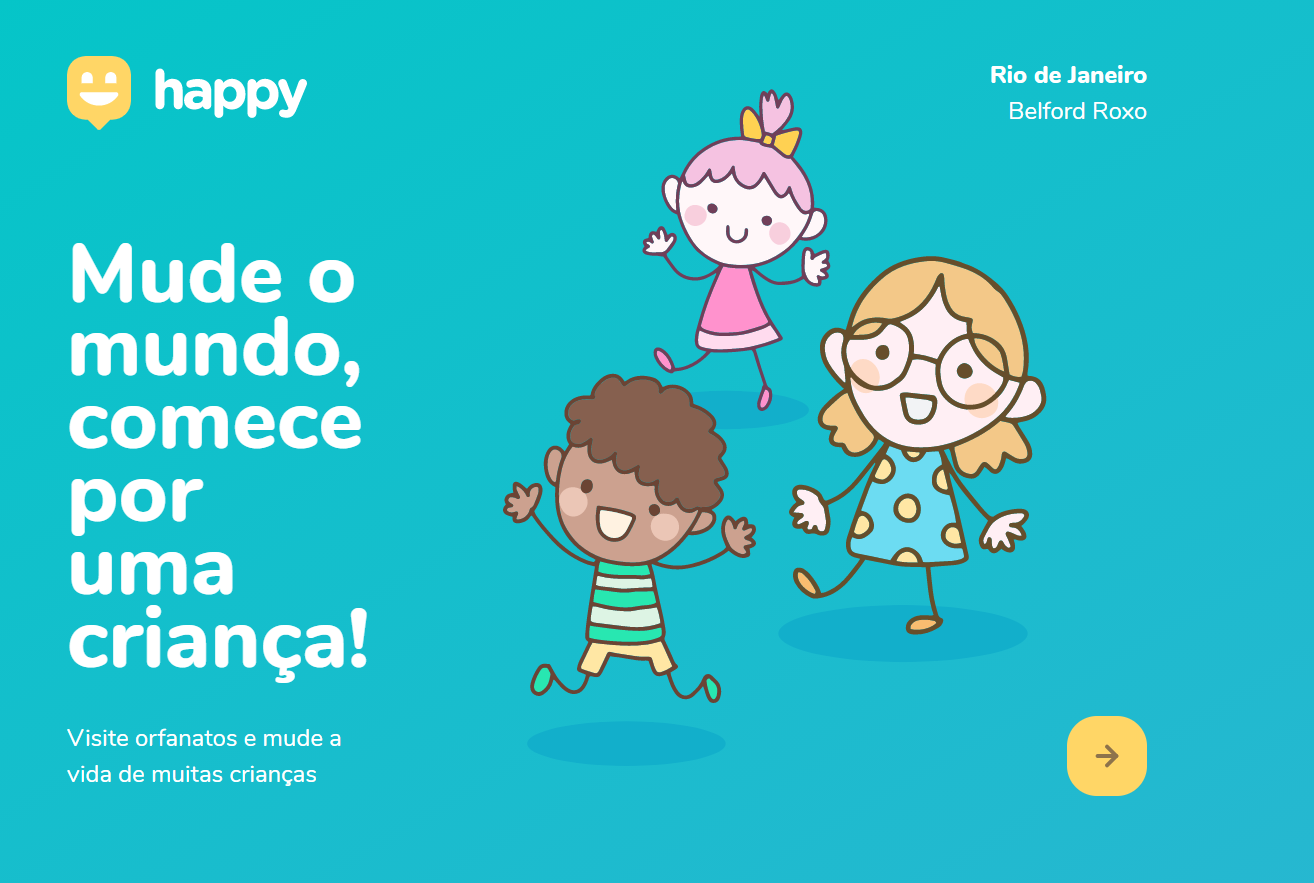 happy
Rio de Janeiro
Belford Roxo
Mude o
mundo,
comece
por
uma
criança!
Visite orfanatos e mude a
vida de muitas crianças